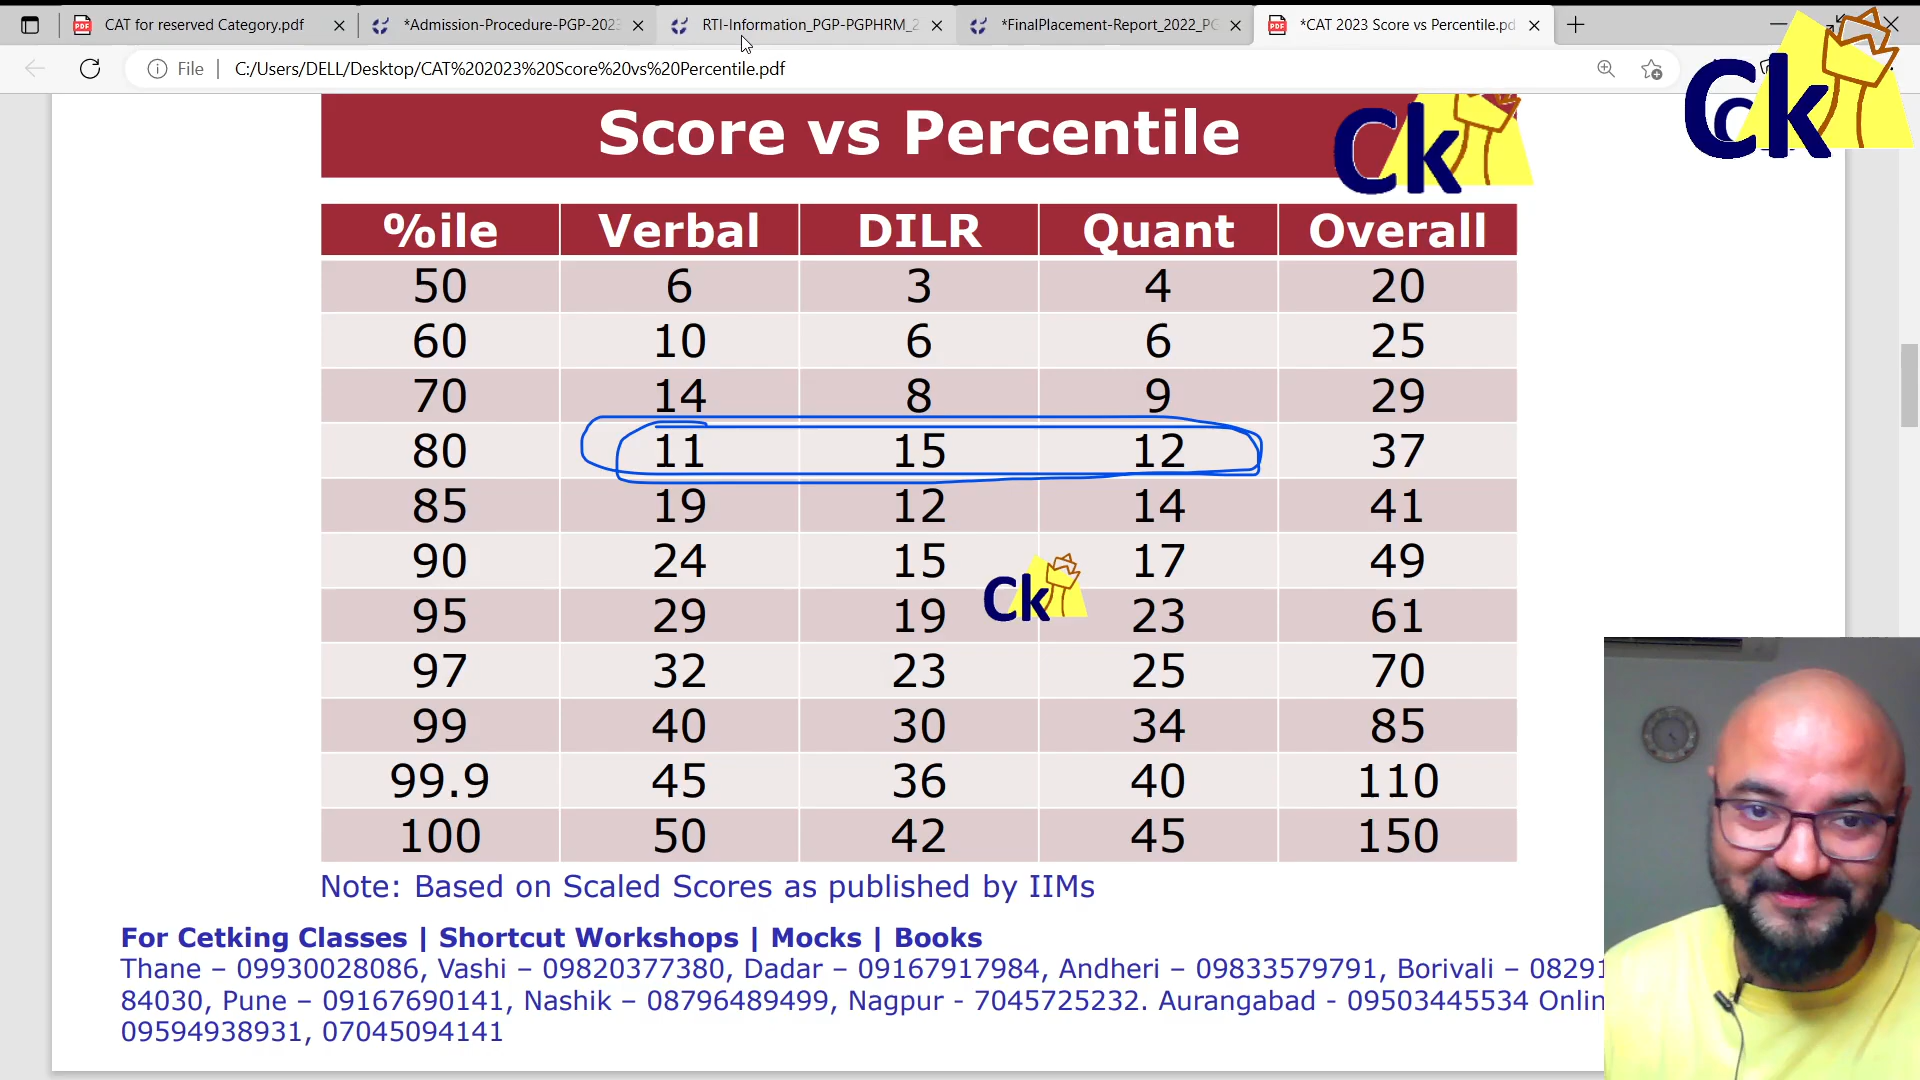 CAT for reserved Category.pdf
*Admission-Procedure-PGP-2023
RTI-Information_PGP-PGPHRM_2
*FinalPlacement-Report_2022_PG
*CAT 2023 Score vs Percentile.pd
File C:/Users/DELL/Desktop/CAT%202023%20Score%20vs%20Percentile.pdf
Ck
Score vs Percentile
Ck
%ile Verbal DILR Quant Overall
50 6 3 4 20
60 10 6 6 25
70 14 8 9 29
80 11 15 12 37
85 19 12 14 41
90 24 15 17 49
Ck
95 29 19 23 61
97 32 23 25 70
99 40 30 34 85
99.9 45 36 40 110
100 50 42 45 150
Note: Based on Scaled Scores as published by IIMs
For Cetking Classes | Shortcut Workshops | Mocks | Books
Thane – 09930028086, Vashi – 09820377380, Dadar – 09167917984, Andheri – 09833579791, Borivali – 08291
84030, Pune – 09167690141, Nashik – 08796489499, Nagpur - 7045725232. Aurangabad - 09503445534 Onlin
09594938931, 07045094141